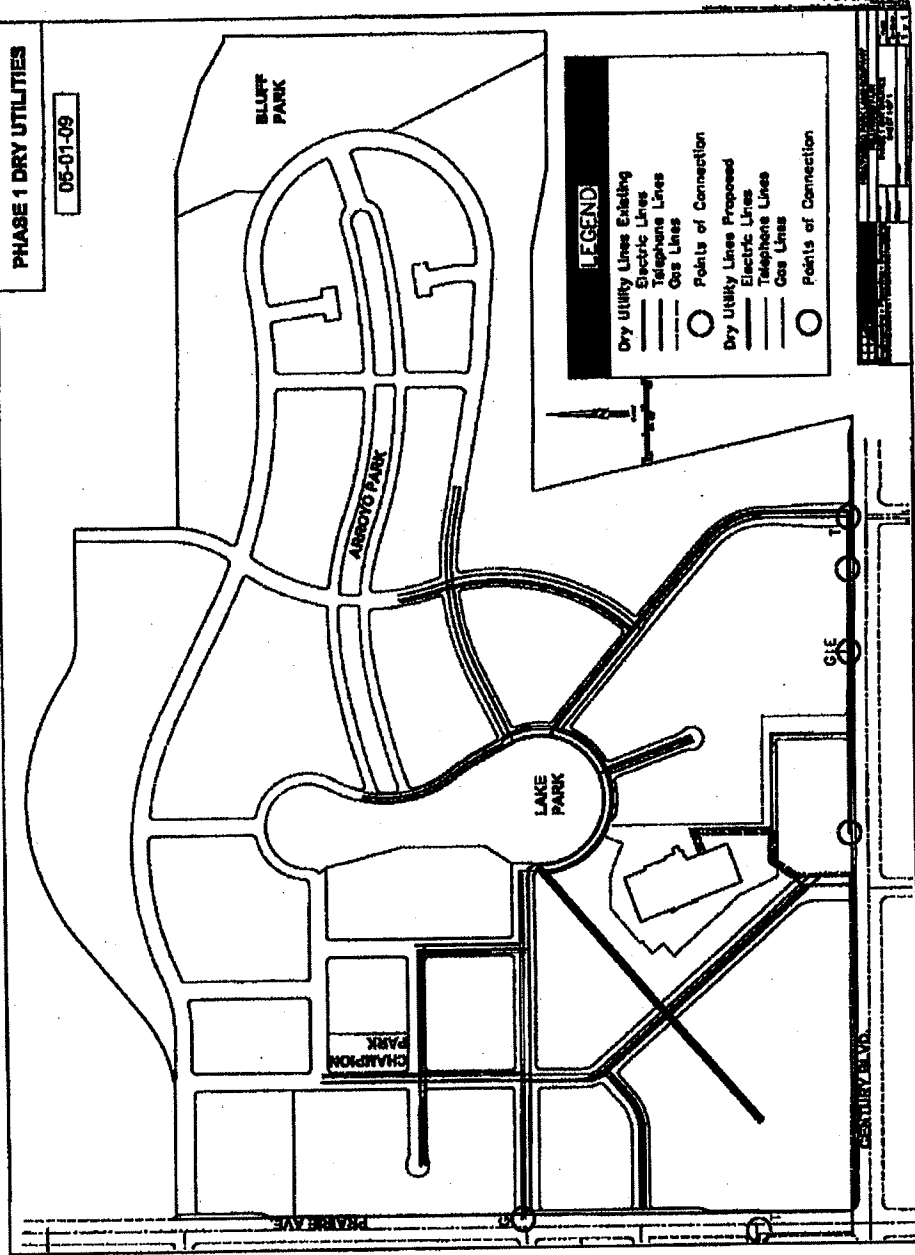 PHASE 1 DRY UTILITIES
05-01-09
BLUFF
PARK
ARROYO PARK
LAKE
PARK
CHAMPION
PARK
PRAIRIE AVE.
CENTURY BLVD.
LEGEND
Dry Utility Lines Existing
Electric Lines
Telephone Lines
Gas Lines
Points of Connection
Dry Utility Lines Proposed
Electric Lines
Telephone Lines
Gas Lines
Points of Connection
G E
T